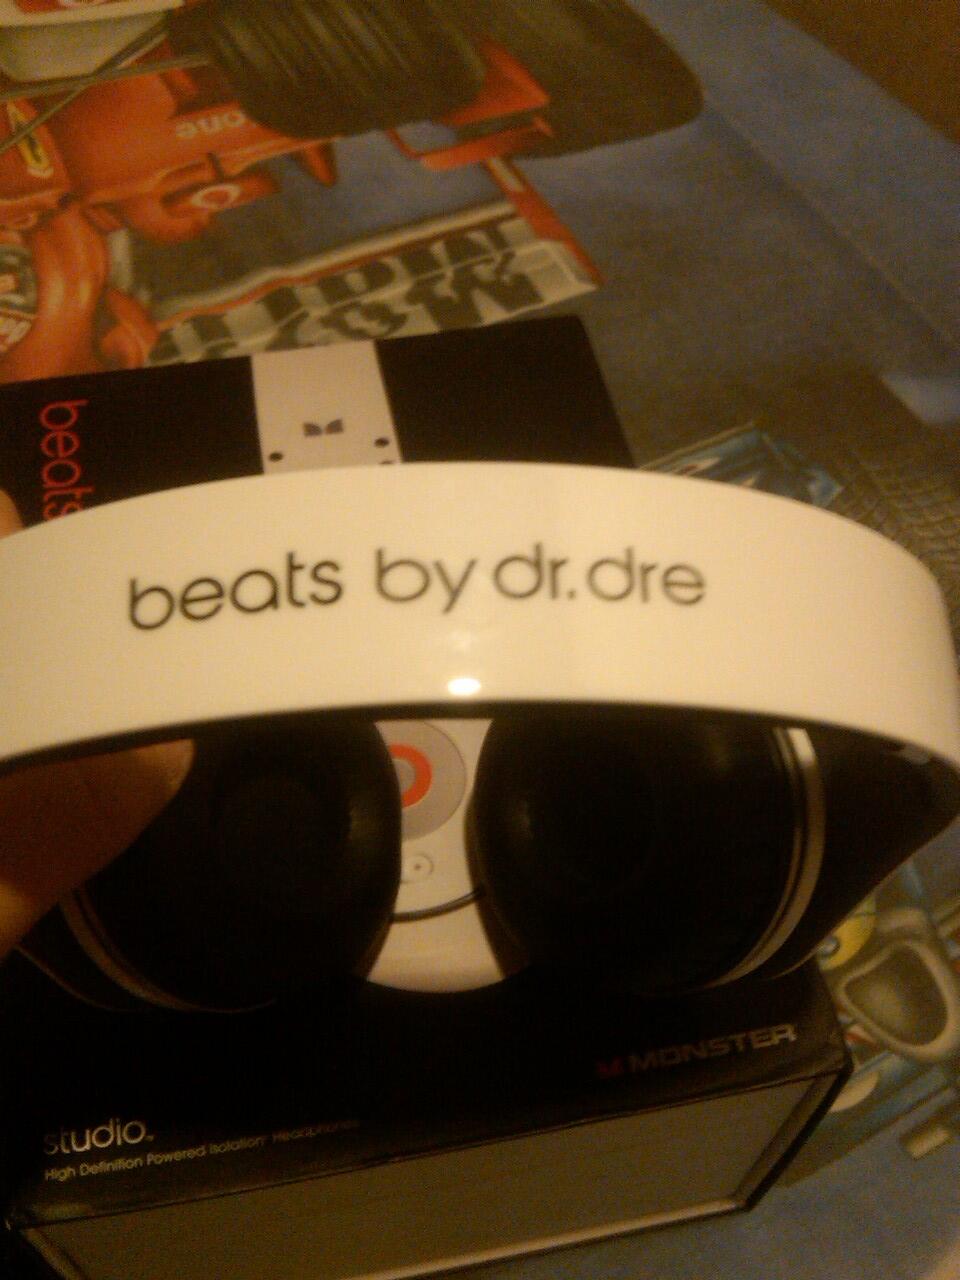 beats
beats by dr.dre
MONSTER
studio
High Definition Powered Isolation Headphones